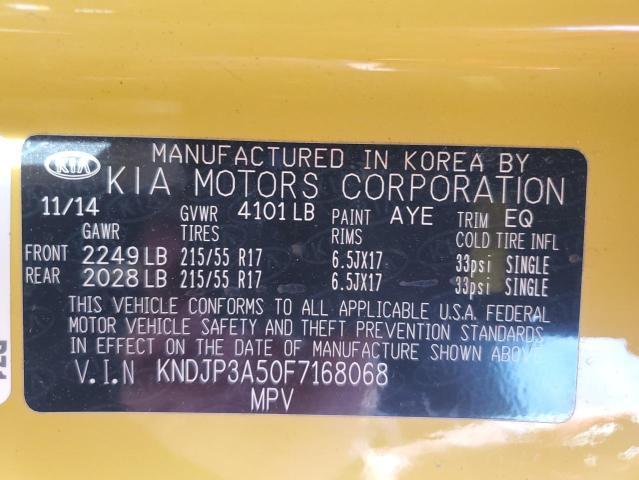 KIA MANUFACTURED IN KOREA BY
KIA MOTORS CORPORATION
11/14 GVWR 4101 LB PAINT AYE TRIM EQ
GAWR TIRES RIMS COLD TIRE INFL
FRONT 2249 LB 215/55 R17 6.5JX17 33psi SINGLE
REAR 2028 LB 215/55 R17 6.5JX17 33psi SINGLE
THIS VEHICLE CONFORMS TO ALL APPLICABLE U.S.A. FEDERAL
MOTOR VEHICLE SAFETY AND THEFT PREVENTION STANDARDS
IN EFFECT ON THE DATE OF MANUFACTURE SHOWN ABOVE.
V.I.N KNDJP3A50F7168068
MPV